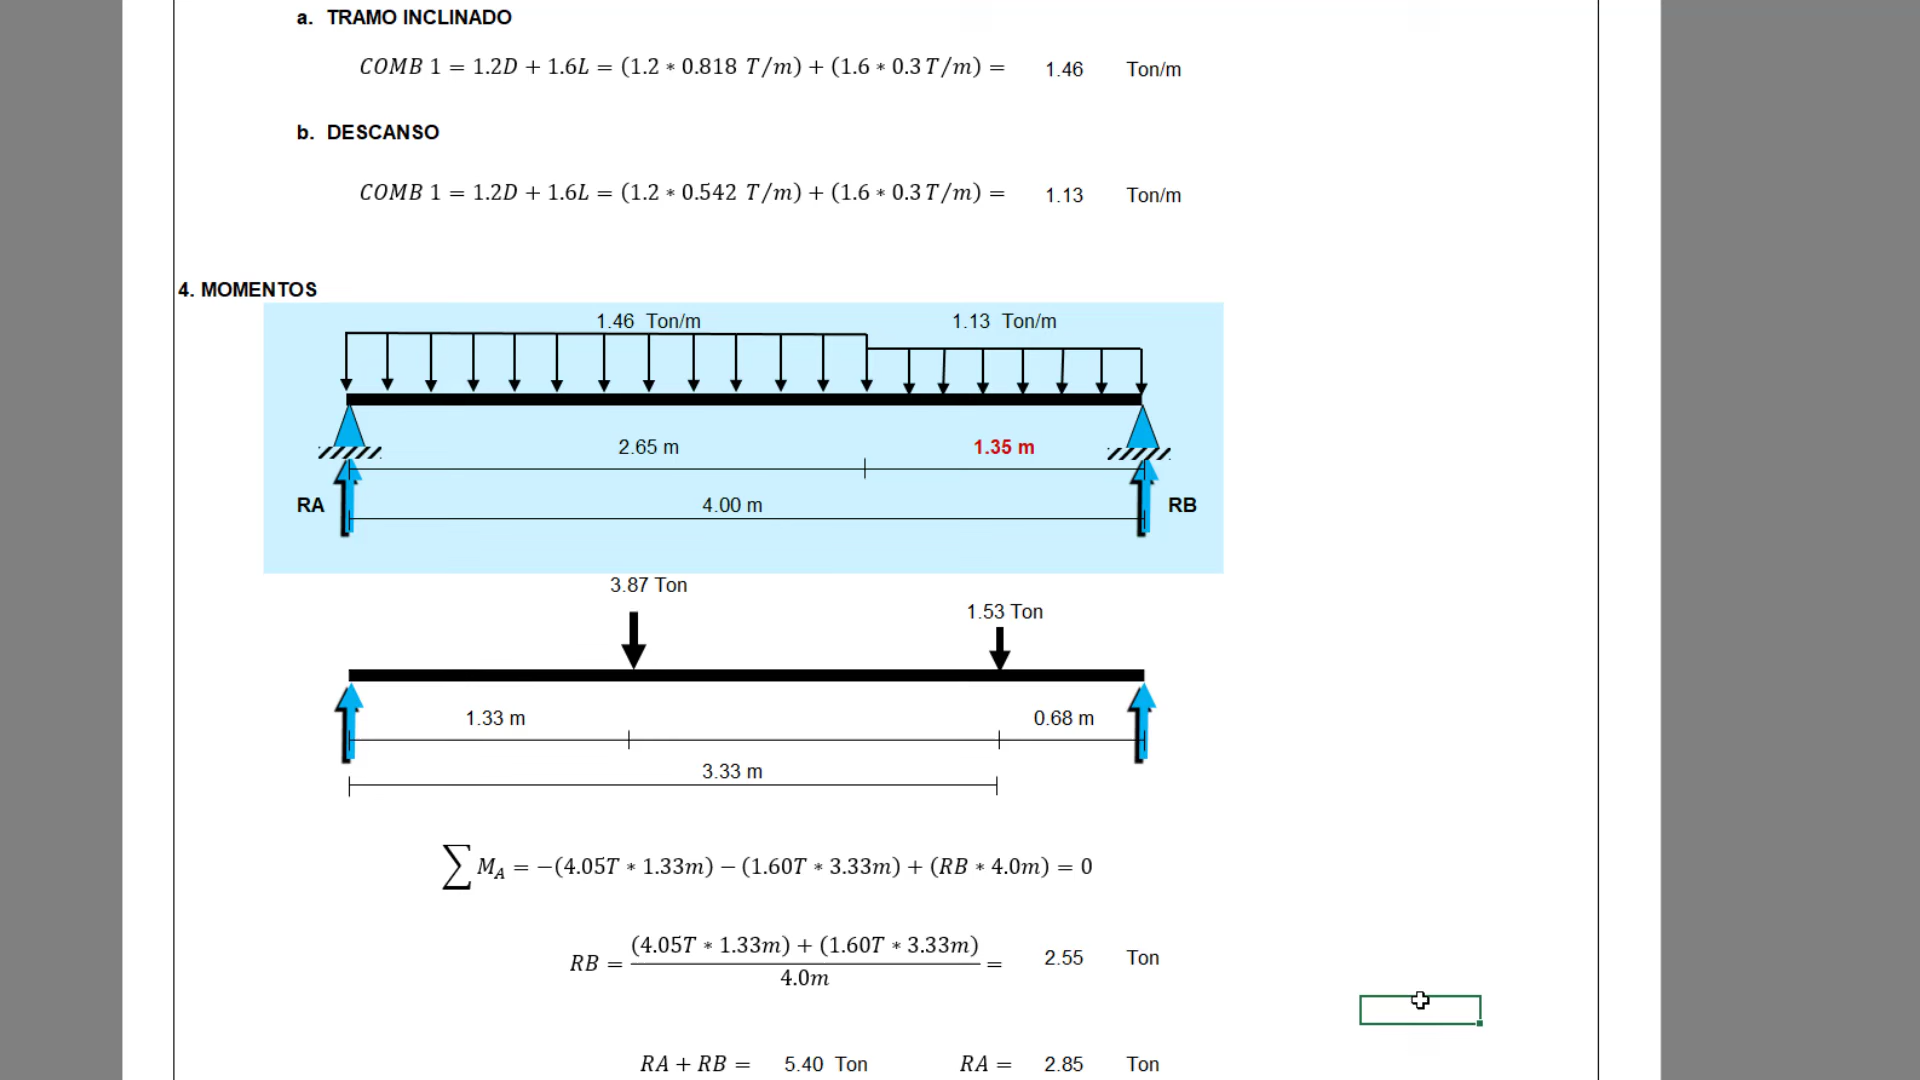 a. TRAMO INCLINADO
COMB 1 = 1.2D + 1.6L = (1.2 * 0.818 T/m) + (1.6 * 0.3 T/m) = 1.46 Ton/m
b. DESCANSO
COMB 1 = 1.2D + 1.6L = (1.2 * 0.542 T/m) + (1.6 * 0.3 T/m) = 1.13 Ton/m
4. MOMENTOS
1.46 Ton/m 1.13 Ton/m
2.65 m 1.35 m
RA 4.00 m RB
3.87 Ton
1.53 Ton
1.33 m 0.68 m
3.33 m
∑ M_A = −(4.05T * 1.33m) − (1.60T * 3.33m) + (RB * 4.0m) = 0
RB = (4.05T * 1.33m) + (1.60T * 3.33m) / 4.0m = 2.55 Ton
RA + RB = 5.40 Ton RA = 2.85 Ton